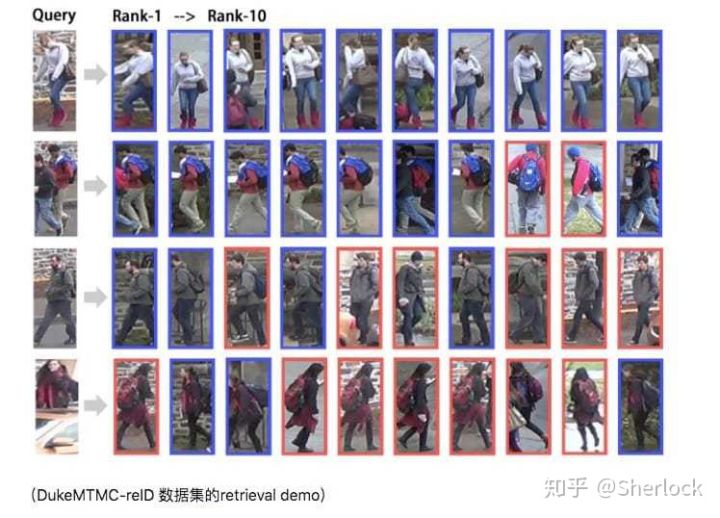 Query Rank-1 --> Rank-10
(DukeMTMC-reID 数据集的retrieval demo)
知乎 @Sherlock